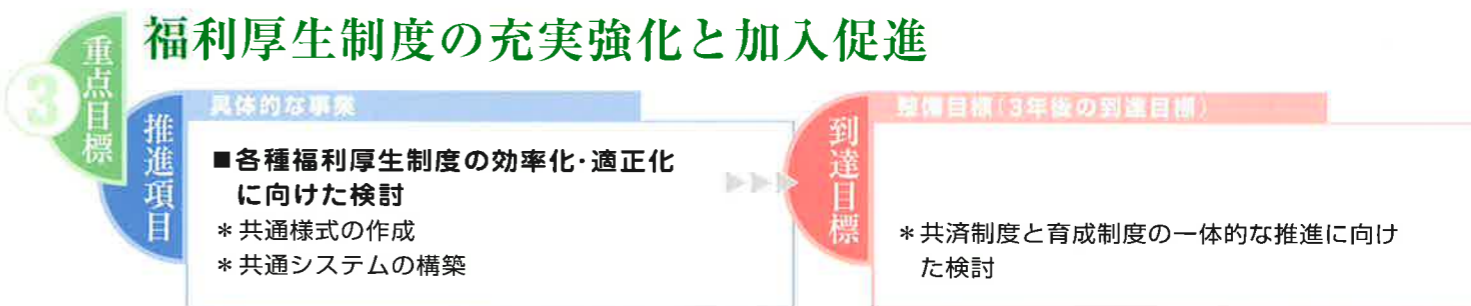 重点目標
3
福利厚生制度の充実強化と加入促進
推進項目
具体的な事業
■各種福利厚生制度の効率化・適正化
に向けた検討
＊共通様式の作成
＊共通システムの構築
到達目標
整備目標（3年後の到達目標）
＊共済制度と育成制度の一体的な推進に向け
た検討